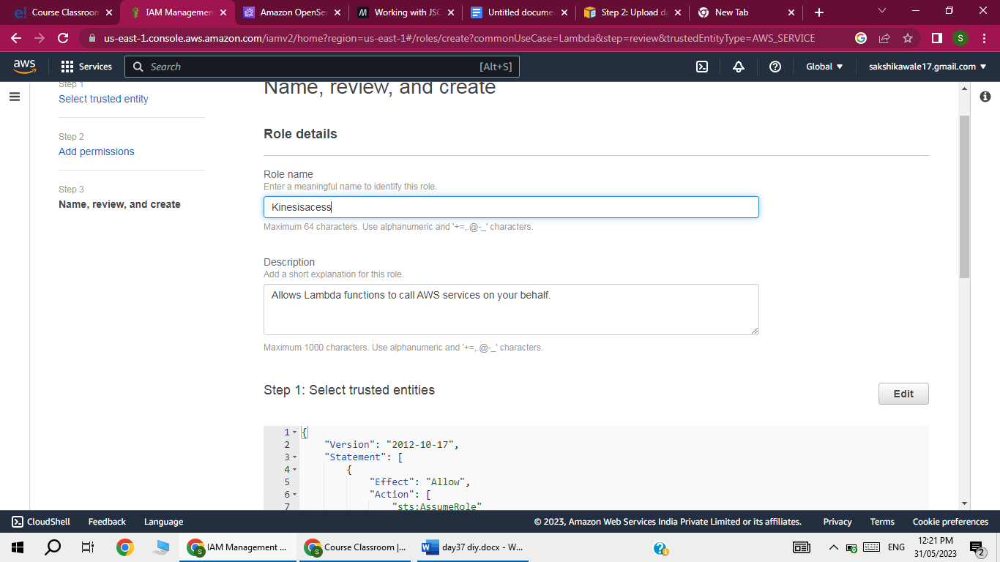 e! Course Classroom
IAM Managemen
Amazon OpenSe
M Working with JSO
Untitled docume
Step 2: Upload da
New Tab
us-east-1.console.aws.amazon.com/iamv2/home?region=us-east-1#/roles/create?commonUseCase=Lambda&step=review&trustedEntityType=AWS_SERVICE
S
aws
Services
Search
[Alt+S]
Global
sakshikawale17.gmail.com
Step 1
Select trusted entity
Step 2
Add permissions
Step 3
Name, review, and create
Name, review, and create
Role details
Role name
Enter a meaningful name to identify this role.
Kinesisacess
Maximum 64 characters. Use alphanumeric and '+=,.@-_' characters.
Description
Add a short explanation for this role.
Allows Lambda functions to call AWS services on your behalf.
Maximum 1000 characters. Use alphanumeric and '+=,.@-_' characters.
Step 1: Select trusted entities
Edit
1 {
2 "Version": "2012-10-17",
3 "Statement": [
4 {
5 "Effect": "Allow",
6 "Action": [
7 "sts:AssumeRole"
CloudShell
Feedback
Language
© 2023, Amazon Web Services India Private Limited or its affiliates.
Privacy
Terms
Cookie preferences
IAM Management ...
Course Classroom |...
day37 diy.docx - W...
ENG
12:21 PM
31/05/2023
2